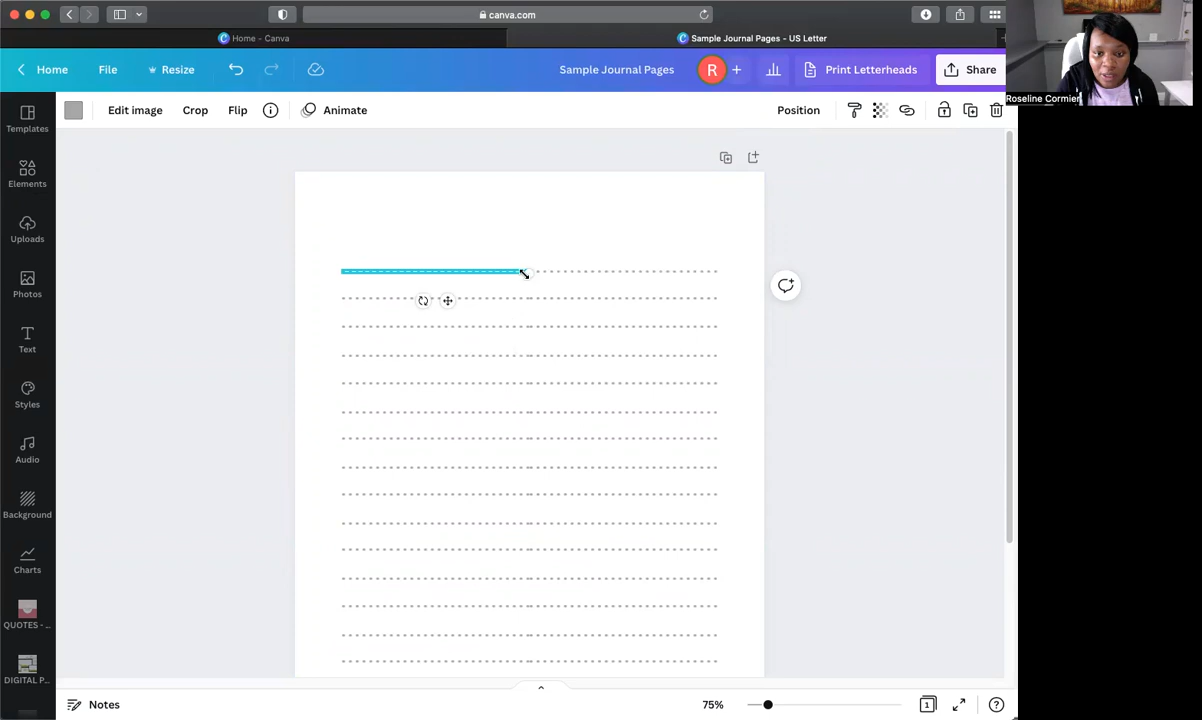 canva.com
Home - Canva
Sample Journal Pages - US Letter
Home
File
Resize
Sample Journal Pages
R
Print Letterheads
Share
Roseline Cormier
Edit image
Crop
Flip
Animate
Position
Templates
Elements
Uploads
Photos
Text
Styles
Audio
Background
Charts
QUOTES - ...
DIGITAL P...
Notes
75%
1